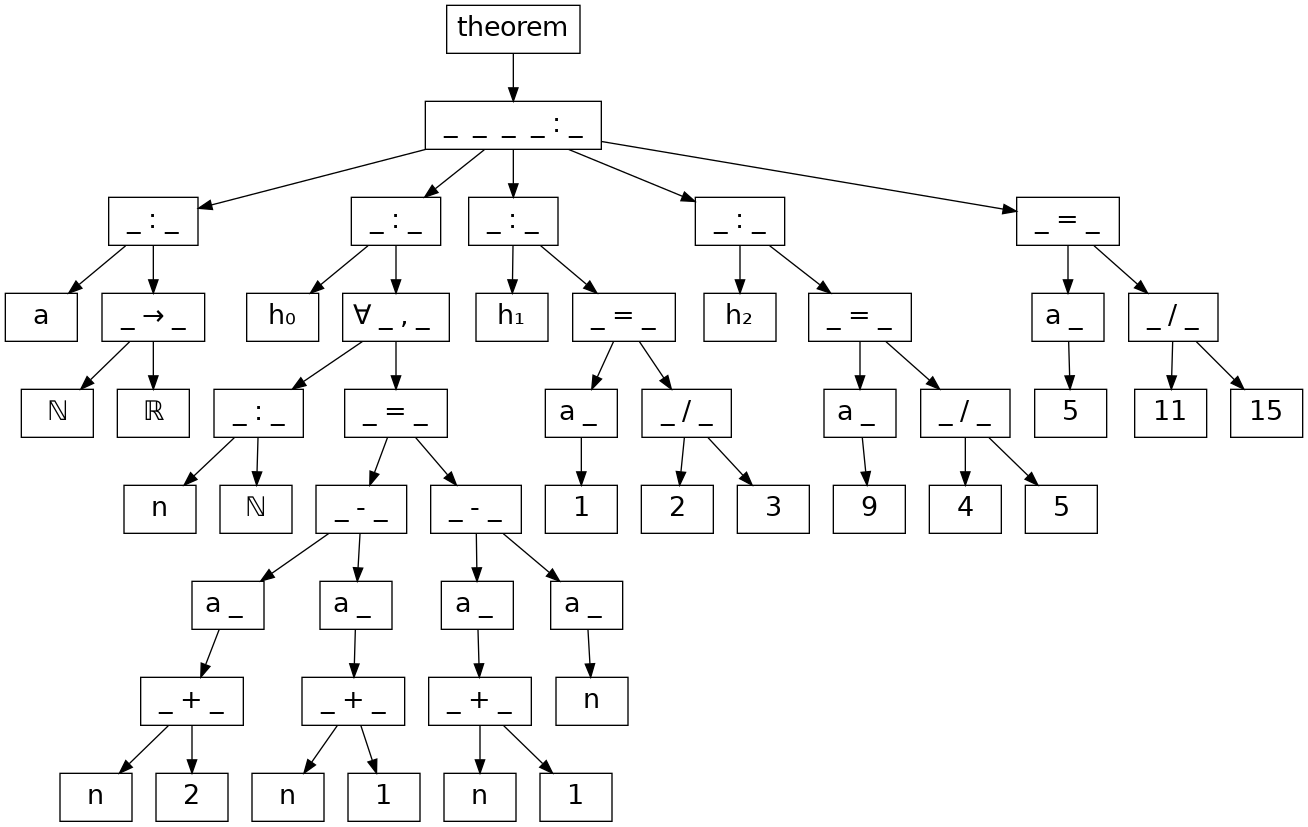 theorem
_ _ _ _ : _
_ : _ _ : _ _ : _ _ : _ _ = _
a _ → _ h₀ ∀ _ , _ h₁ _ = _ h₂ _ = _ a _ _ / _
ℕ ℝ _ : _ _ = _ a _ _ / _ a _ _ / _ 5 11 15
n ℕ _ - _ _ - _ 1 2 3 9 4 5
a _ a _ a _ a _
_ + _ _ + _ _ + _ n
n 2 n 1 n 1